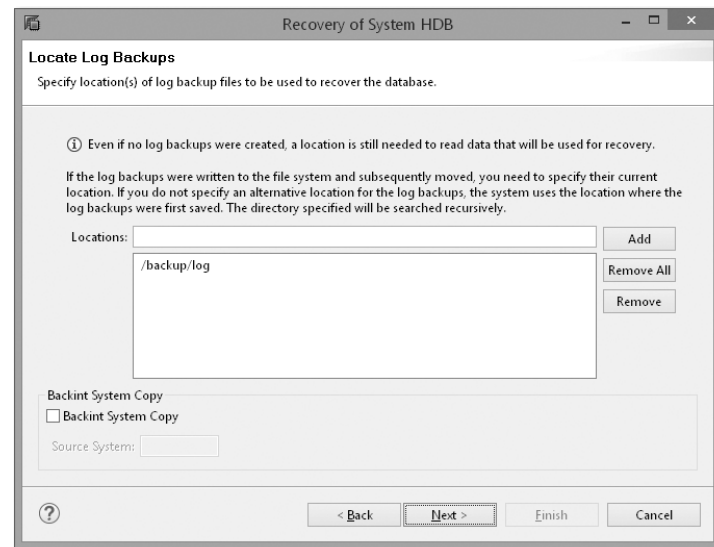 Recovery of System HDB
Locate Log Backups
Specify location(s) of log backup files to be used to recover the database.
Even if no log backups were created, a location is still needed to read data that will be used for recovery.
If the log backups were written to the file system and subsequently moved, you need to specify their current
location. If you do not specify an alternative location for the log backups, the system uses the location where the
log backups were first saved. The directory specified will be searched recursively.
Locations:
Add
/backup/log
Remove All
Remove
Backint System Copy
Backint System Copy
Source System:
< Back
Next >
Finish
Cancel